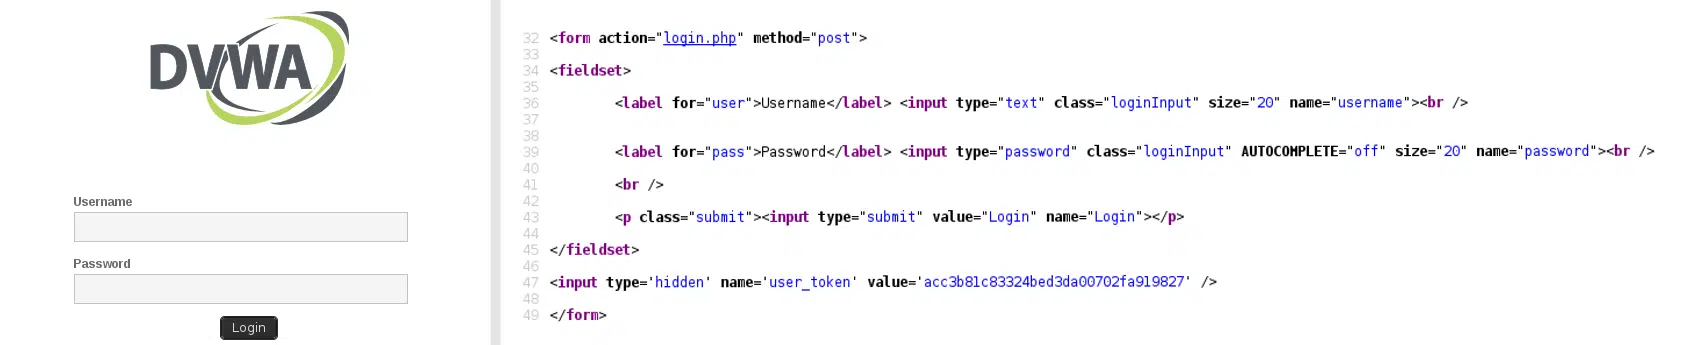 DVWA
Username
Password
Login
32 <form action="login.php" method="post">
33
34 <fieldset>
35
36 <label for="user">Username</label> <input type="text" class="loginInput" size="20" name="username"><br />
37
38
39 <label for="pass">Password</label> <input type="password" class="loginInput" AUTOCOMPLETE="off" size="20" name="password"><br />
40
41 <br />
42
43 <p class="submit"><input type="submit" value="Login" name="Login"></p>
44
45 </fieldset>
46
47 <input type='hidden' name='user_token' value='acc3b81c83324bed3da00702fa919827' />
48
49 </form>